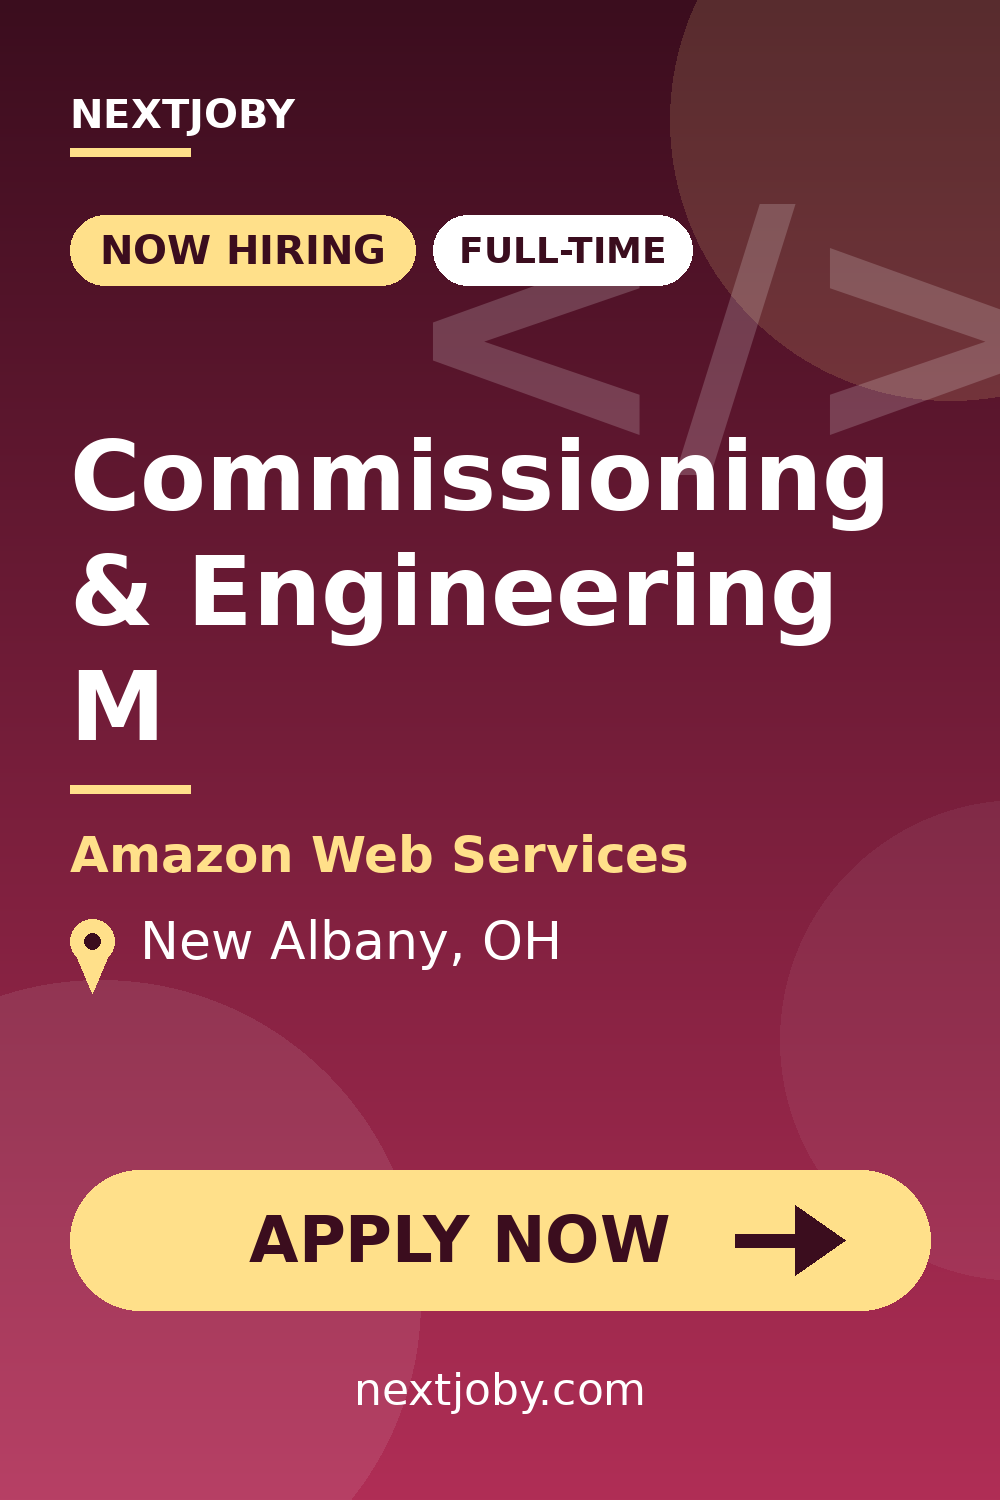 NEXTJOBY
NOW HIRING
FULL-TIME
</>
Commissioning
& Engineering
M
Amazon Web Services
New Albany, OH
APPLY NOW
nextjoby.com